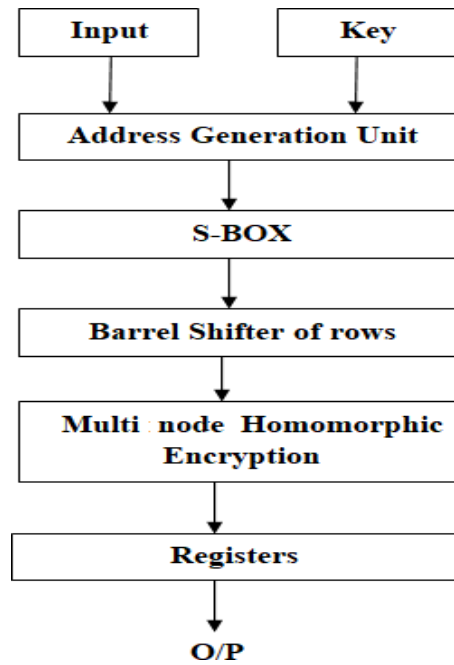 Input
Key
Address Generation Unit
S-BOX
Barrel Shifter of rows
Multi node Homomorphic
Encryption
Registers
O/P